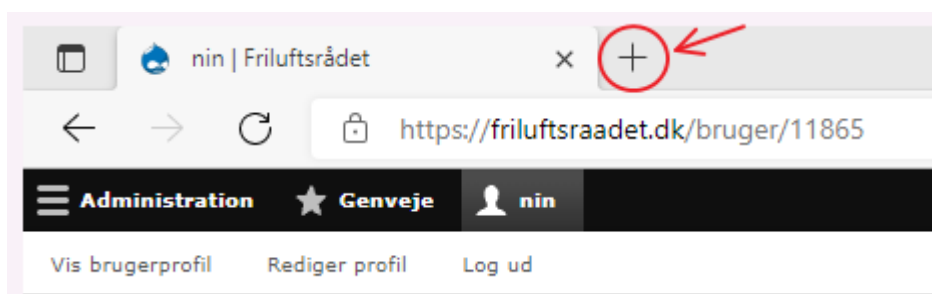 nin | Friluftsrådet
https://friluftsraadet.dk/bruger/11865
Administration Genveje nin
Vis brugerprofil Rediger profil Log ud